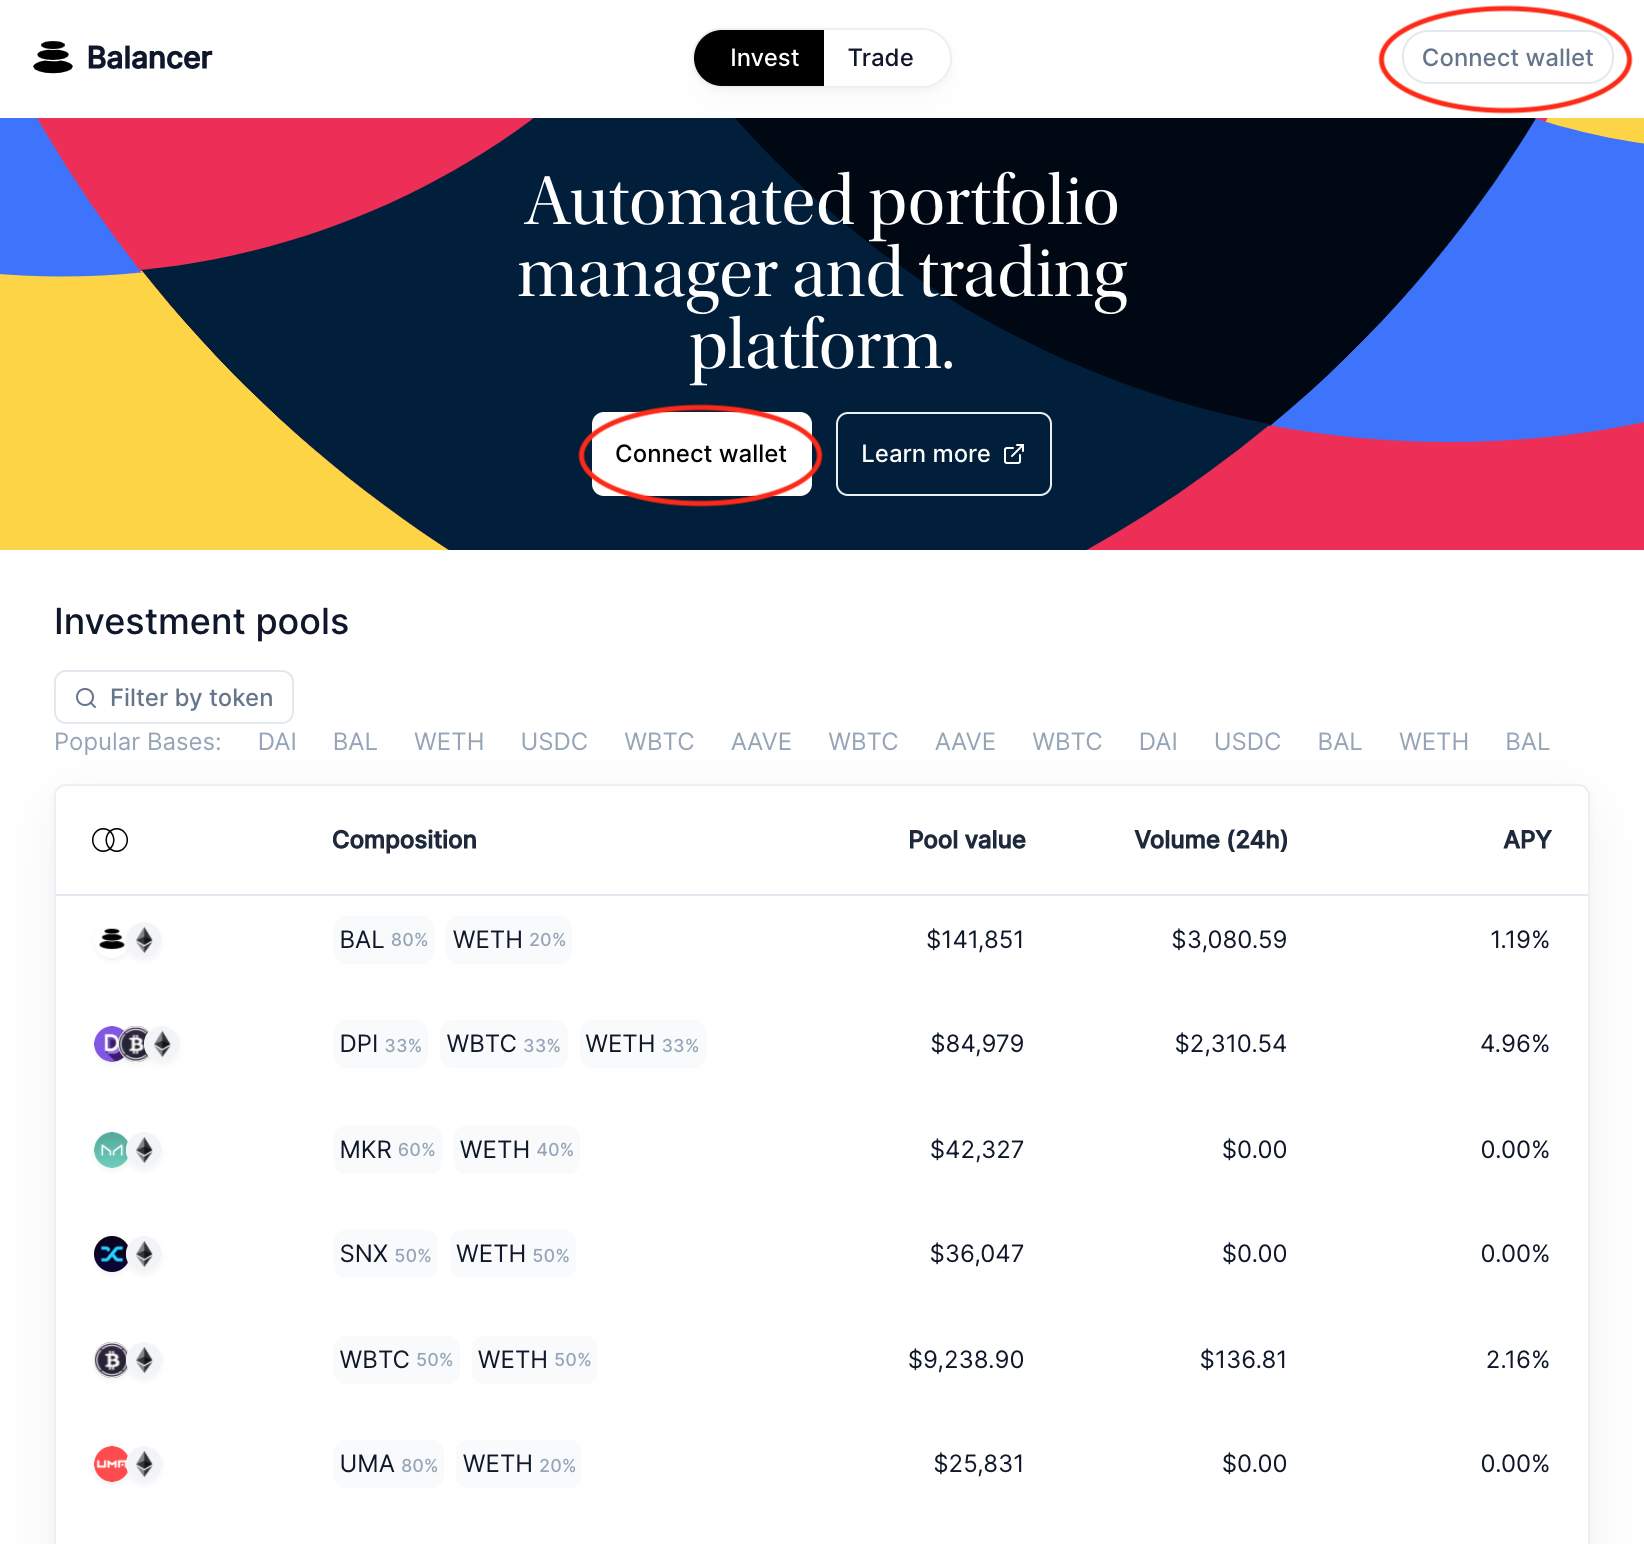 Balancer
Invest
Trade
Connect wallet
Automated portfolio
manager and trading
platform.
Connect wallet
Learn more
Investment pools
Filter by token
Popular Bases: DAI BAL WETH USDC WBTC AAVE WBTC AAVE WBTC DAI USDC BAL WETH BAL
Composition Pool value Volume (24h) APY
BAL 80% WETH 20% $141,851 $3,080.59 1.19%
D DPI 33% WBTC 33% WETH 33% $84,979 $2,310.54 4.96%
MKR 60% WETH 40% $42,327 $0.00 0.00%
SNX 50% WETH 50% $36,047 $0.00 0.00%
WBTC 50% WETH 50% $9,238.90 $136.81 2.16%
UMA UMA 80% WETH 20% $25,831 $0.00 0.00%